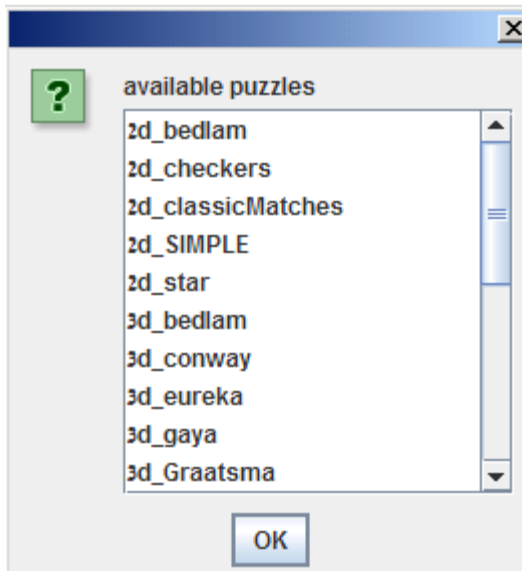 ?
available puzzles
2d_bedlam
2d_checkers
2d_classicMatches
2d_SIMPLE
2d_star
3d_bedlam
3d_conway
3d_eureka
3d_gaya
3d_Graatsma
OK